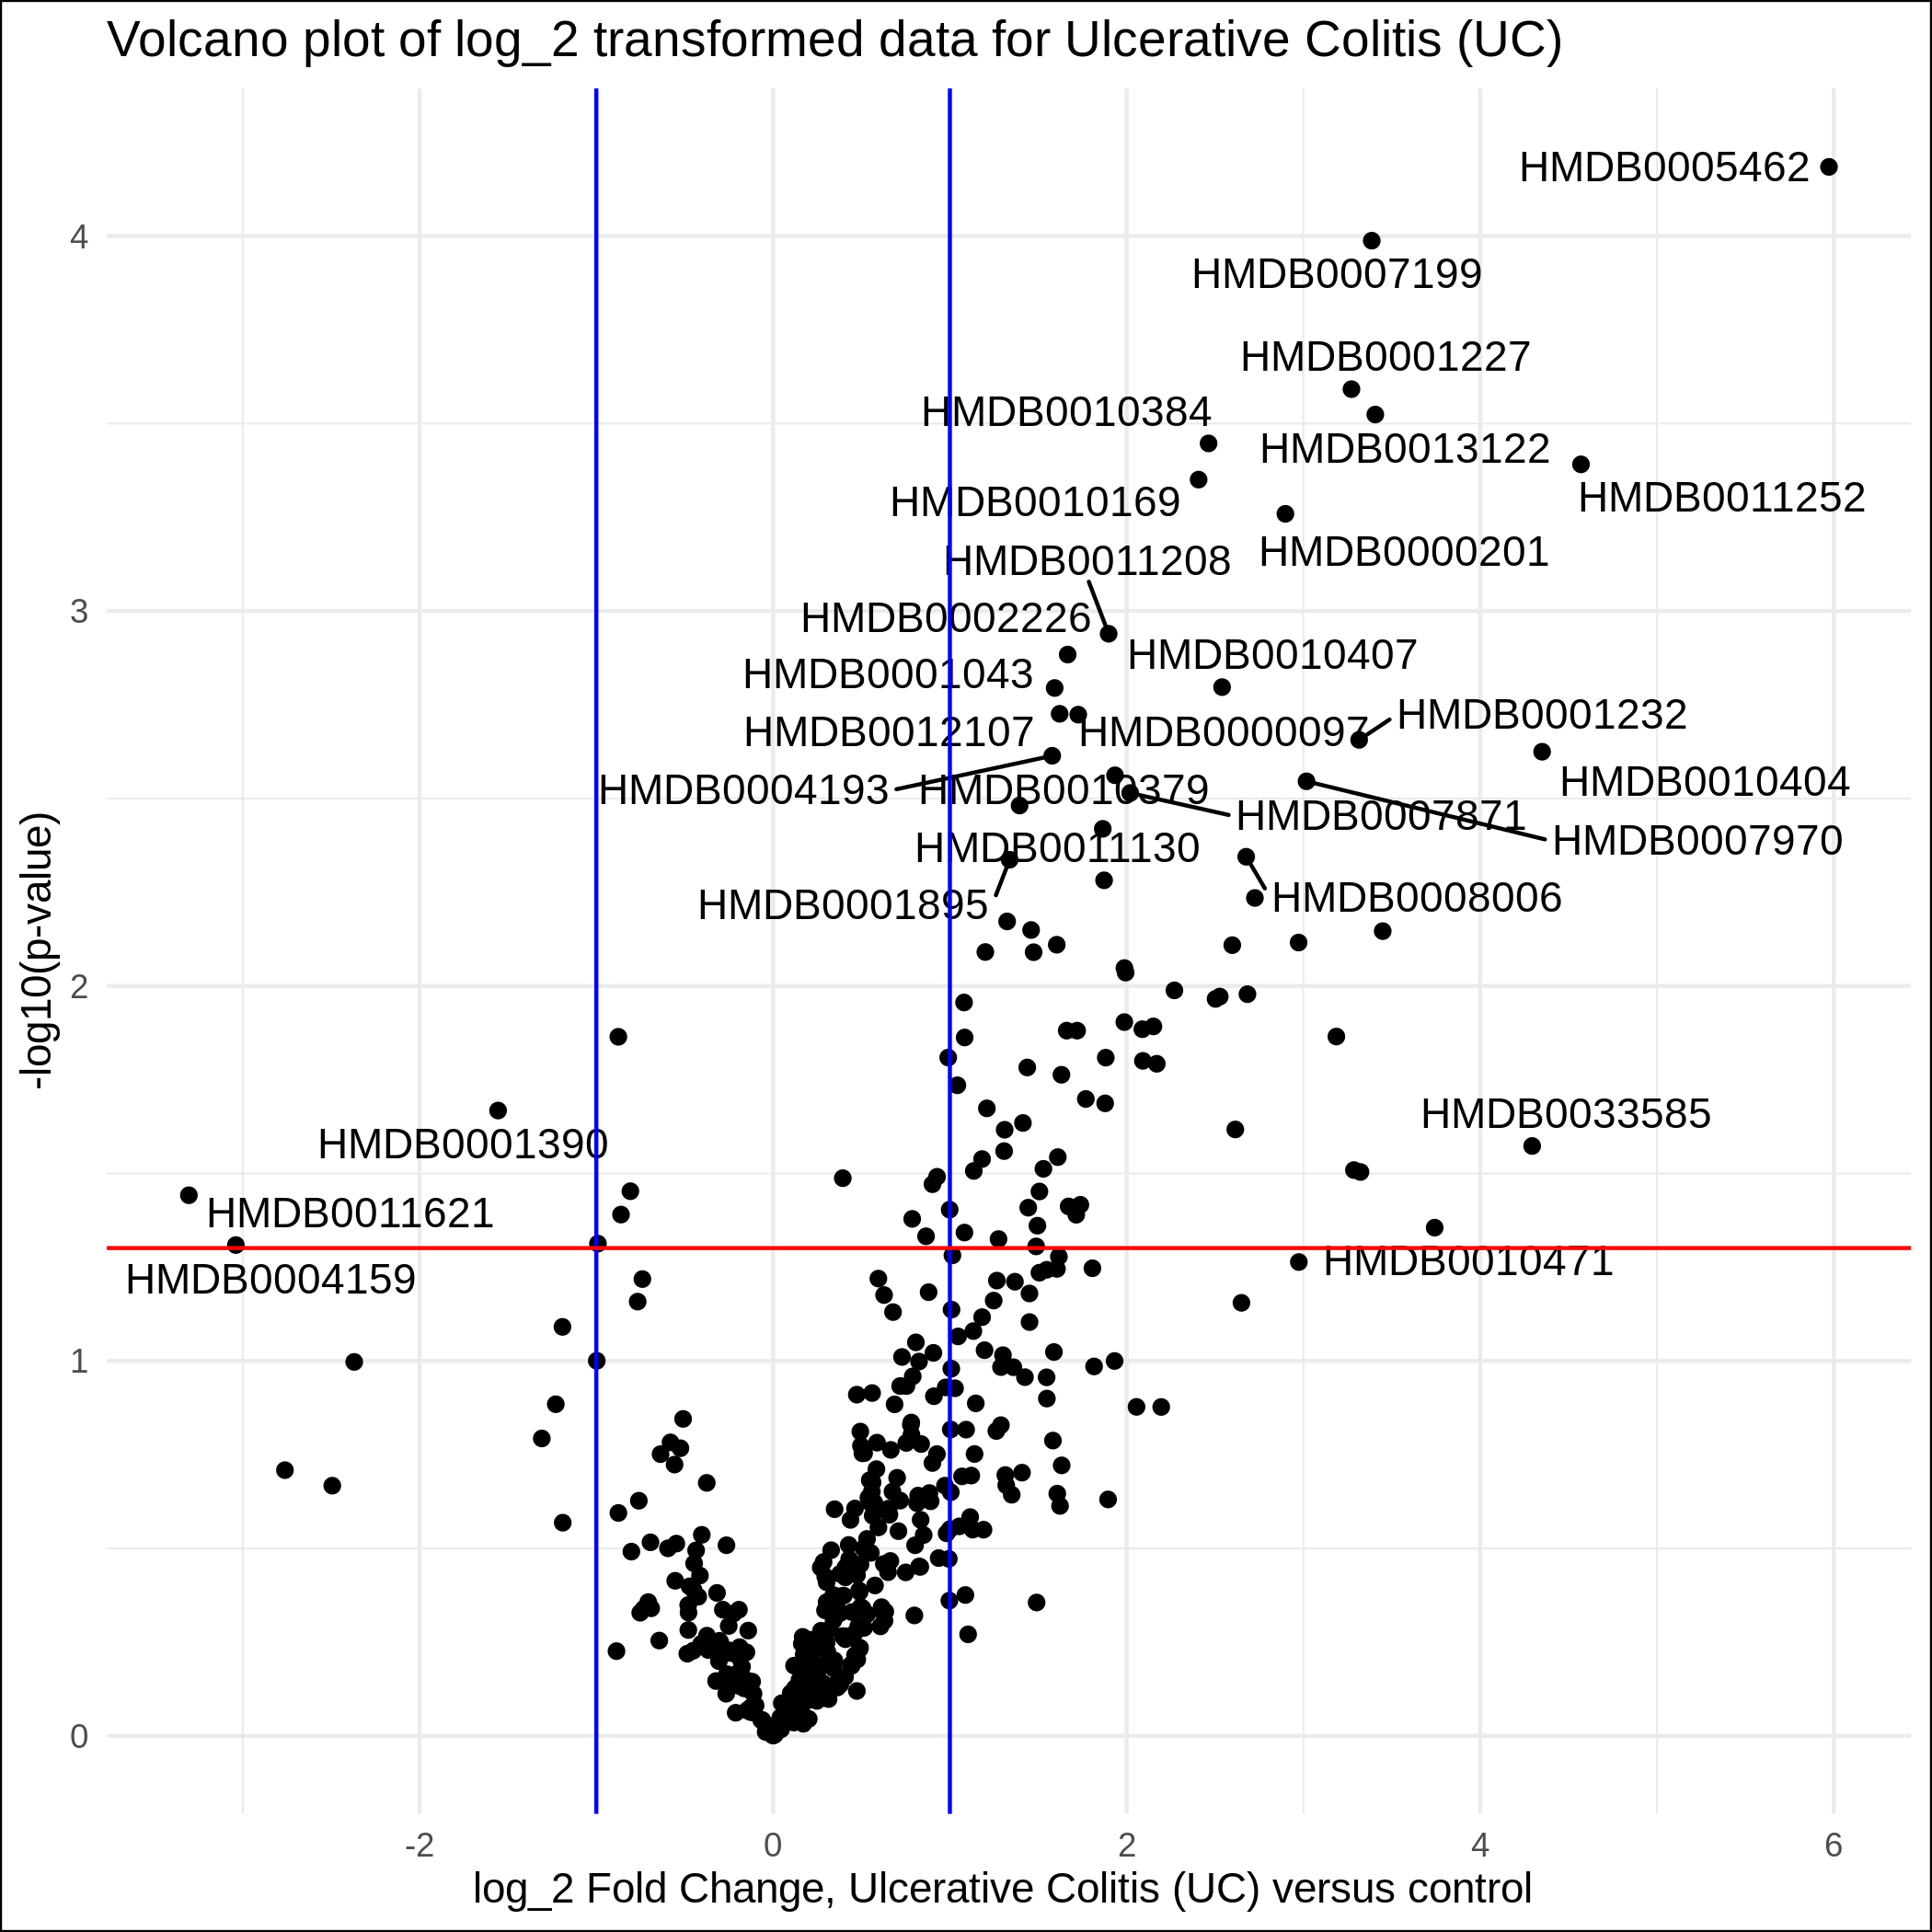 Volcano plot of log_2 transformed data for Ulcerative Colitis (UC)
HMDB0005462
4
HMDB0007199
HMDB0001227
HMDB0010384
HMDB0013122
HMDB0011252
HMDB0010169
HMDB0000201
HMDB0011208
3
HMDB0002226
HMDB0010407
HMDB0001043
HMDB0001232
HMDB0012107
HMDB0000097
HMDB0010404
HMDB0004193
HMDB0010379
HMDB0007871
HMDB0007970
HMDB0011130
HMDB0008006
HMDB0001895
-log10(p-value)
2
HMDB0033585
HMDB0001390
HMDB0011621
HMDB0010471
HMDB0004159
1
0
-2 0 2 4 6
log_2 Fold Change, Ulcerative Colitis (UC) versus control